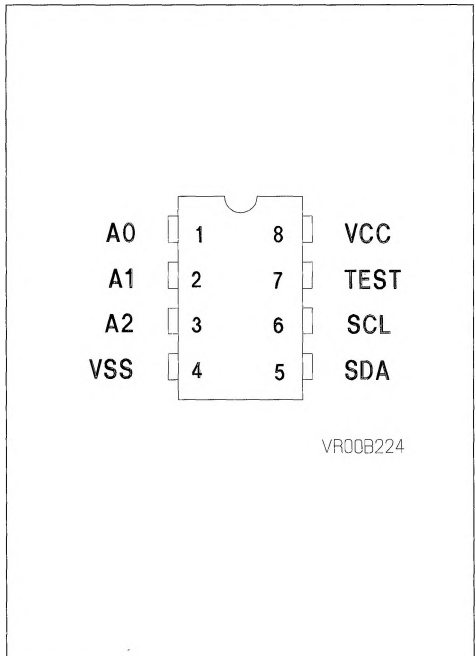 A0 1 8 VCC
A1 2 7 TEST
A2 3 6 SCL
VSS 4 5 SDA
VR00B224